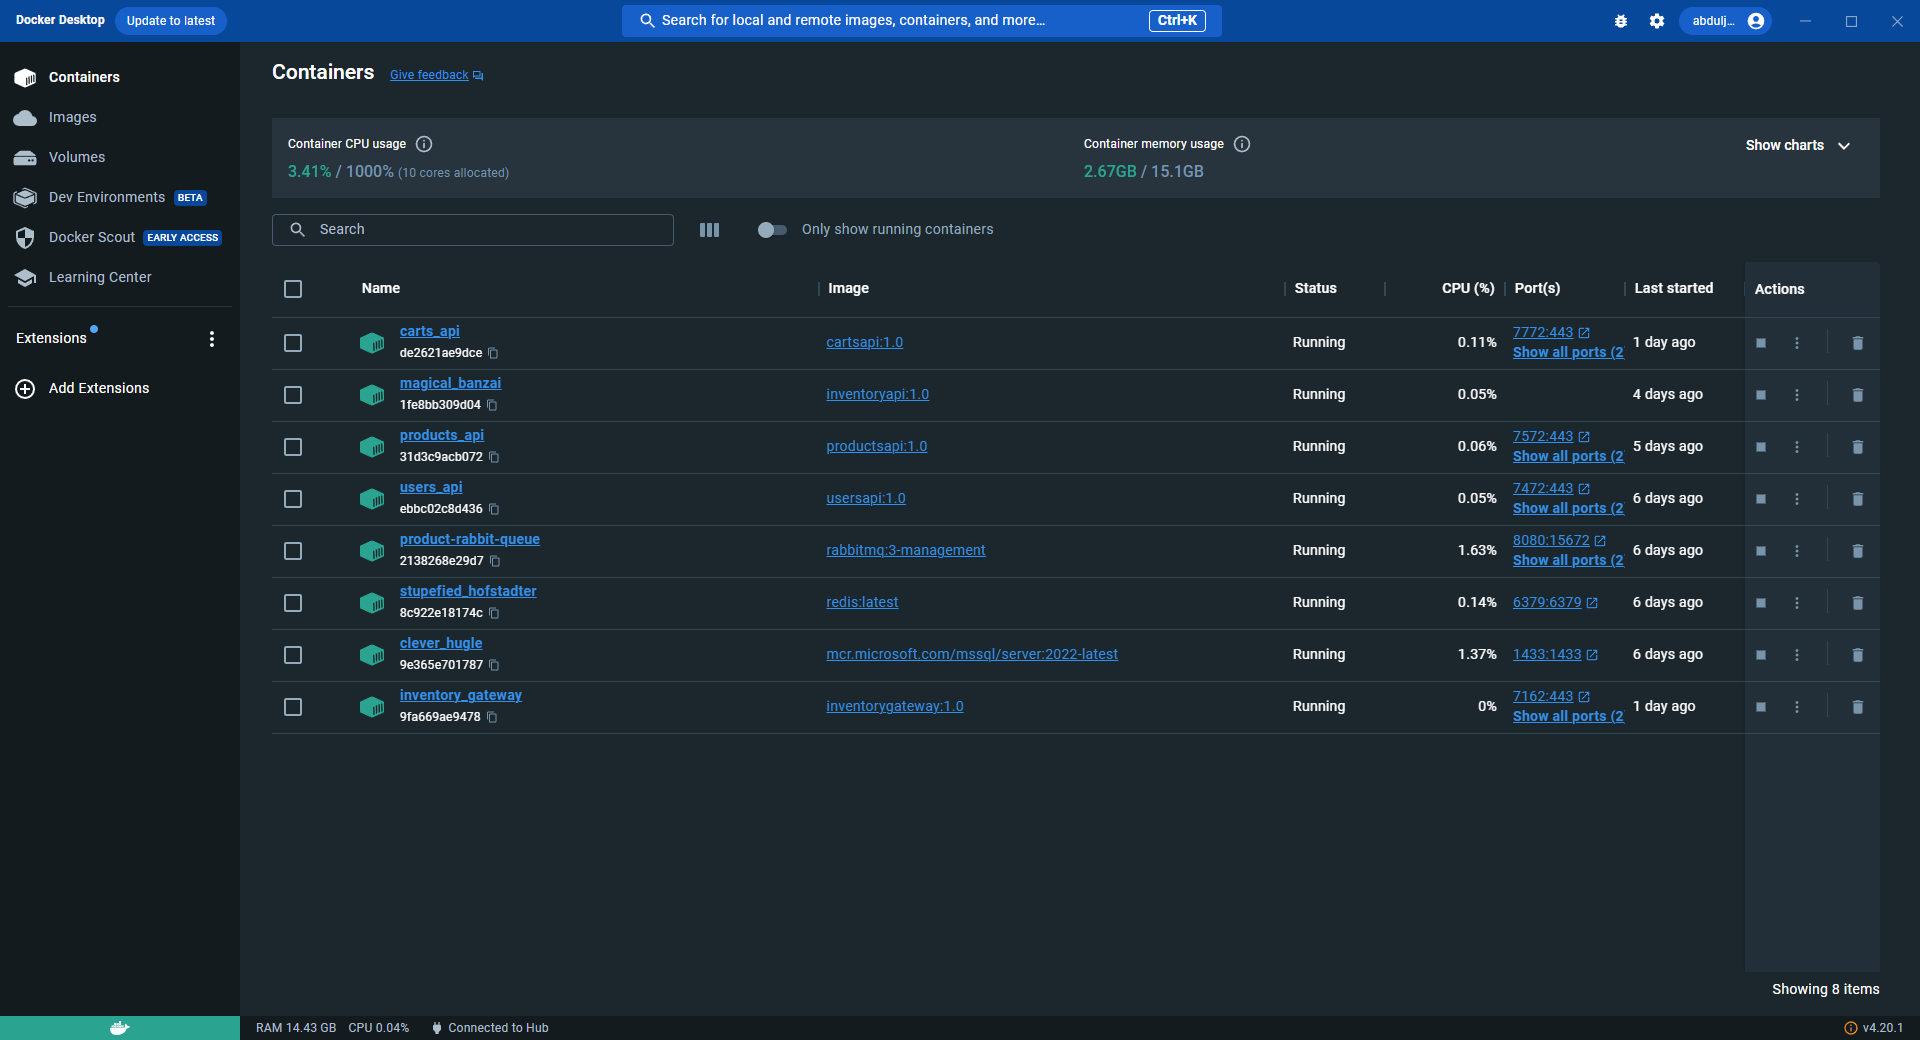 Docker Desktop Update to latest Search for local and remote images, containers, and more... Ctrl+K abdulj...
Containers
Images
Volumes
Dev Environments BETA
Docker Scout EARLY ACCESS
Learning Center
Extensions
Add Extensions
Containers Give feedback
Container CPU usage
3.41% / 1000% (10 cores allocated)
Container memory usage
2.67GB / 15.1GB
Show charts
Search Only show running containers
Name Image Status CPU (%) Port(s) Last started Actions
carts_api
de2621ae9dce cartsapi:1.0 Running 0.11% 7772:443 1 day ago
Show all ports (2
magical_banzai
1fe8bb309d04 inventoryapi:1.0 Running 0.05% 4 days ago
products_api
31d3c9acb072 productsapi:1.0 Running 0.06% 7572:443 5 days ago
Show all ports (2
users_api
ebbc02c8d436 usersapi:1.0 Running 0.05% 7472:443 6 days ago
Show all ports (2
product-rabbit-queue
2138268e29d7 rabbitmq:3-management Running 1.63% 8080:15672 6 days ago
Show all ports (2
stupefied_hofstadter
8c922e18174c redis:latest Running 0.14% 6379:6379 6 days ago
clever_hugle
9e365e701787 mcr.microsoft.com/mssql/server:2022-latest Running 1.37% 1433:1433 6 days ago
inventory_gateway
9fa669ae9478 inventorygateway:1.0 Running 0% 7162:443 1 day ago
Show all ports (2
Showing 8 items
RAM 14.43 GB CPU 0.04% Connected to Hub v4.20.1